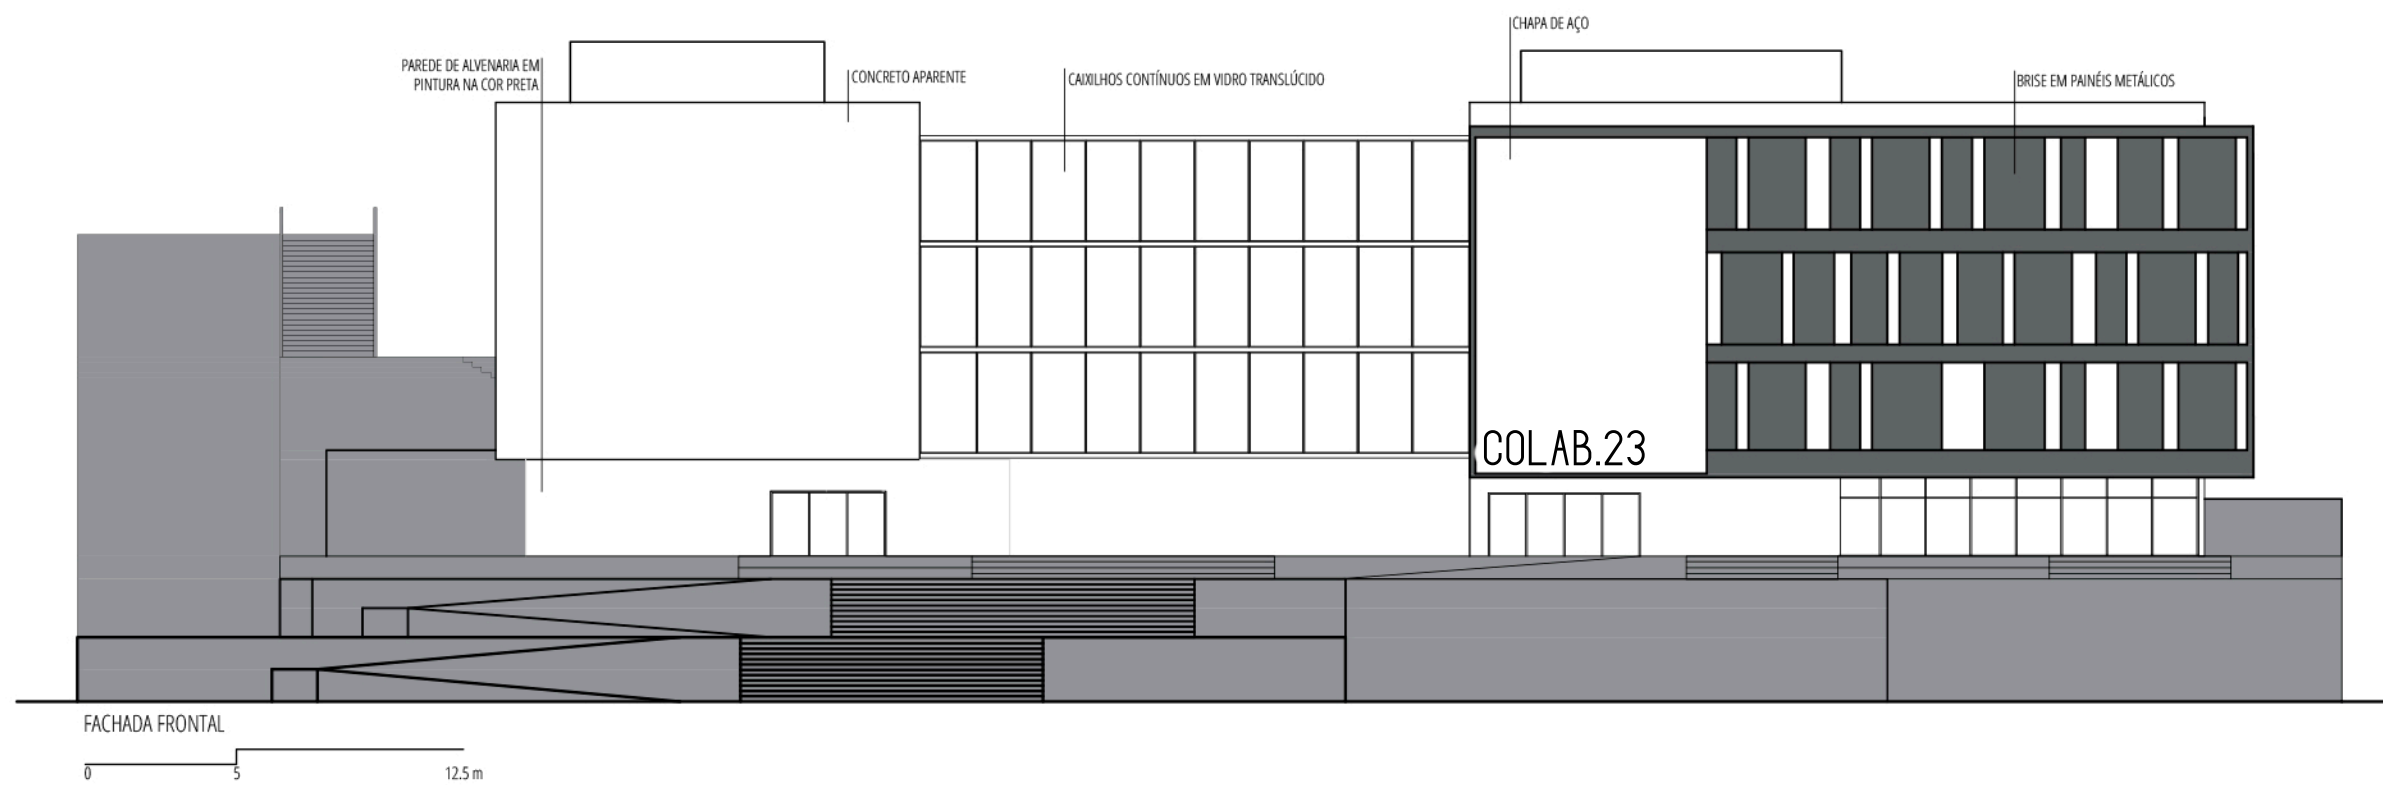 CHAPA DE AÇO
PAREDE DE ALVENARIA EM
PINTURA NA COR PRETA
CONCRETO APARENTE
CAIXILHOS CONTÍNUOS EM VIDRO TRANSLÚCIDO
BRISE EM PAINÉIS METÁLICOS
COLAB.23
FACHADA FRONTAL
0 5 12.5 m